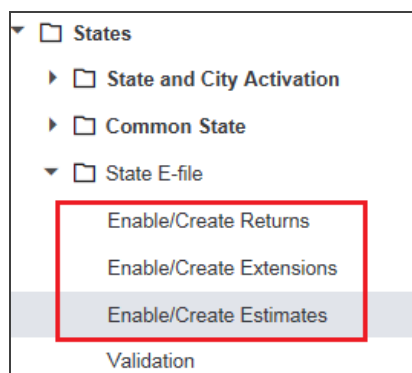 States
State and City Activation
Common State
State E-file
Enable/Create Returns
Enable/Create Extensions
Enable/Create Estimates
Validation